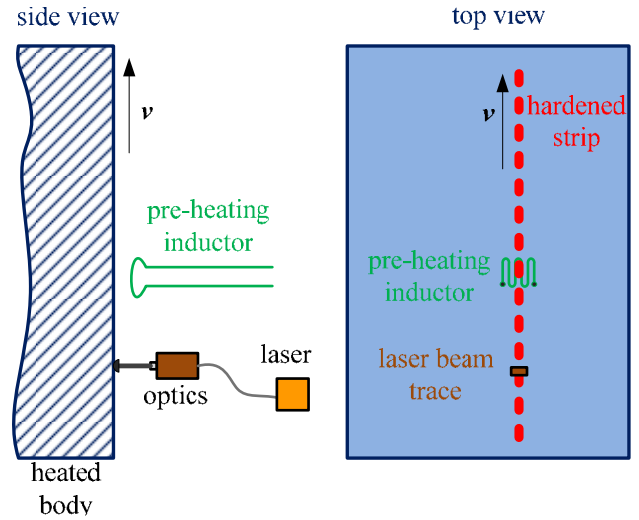 side view
top view
v
v
hardened
strip
pre-heating
inductor
pre-heating
inductor
laser
optics
laser beam
trace
heated
body